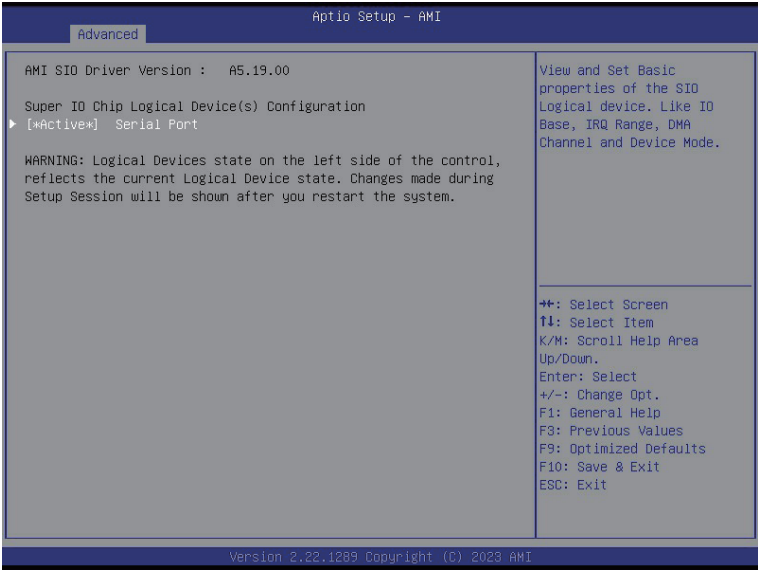 Aptio Setup – AMI
Advanced
AMI SIO Driver Version : A5.19.00
Super IO Chip Logical Device(s) Configuration
[*Active*] Serial Port
WARNING: Logical Devices state on the left side of the control,
reflects the current Logical Device state. Changes made during
Setup Session will be shown after you restart the system.
View and Set Basic
properties of the SIO
Logical device. Like IO
Base, IRQ Range, DMA
Channel and Device Mode.
→←: Select Screen
↑↓: Select Item
K/M: Scroll Help Area
Up/Down.
Enter: Select
+/-: Change Opt.
F1: General Help
F3: Previous Values
F9: Optimized Defaults
F10: Save & Exit
ESC: Exit
Version 2.22.1289 Copyright (C) 2023 AMI